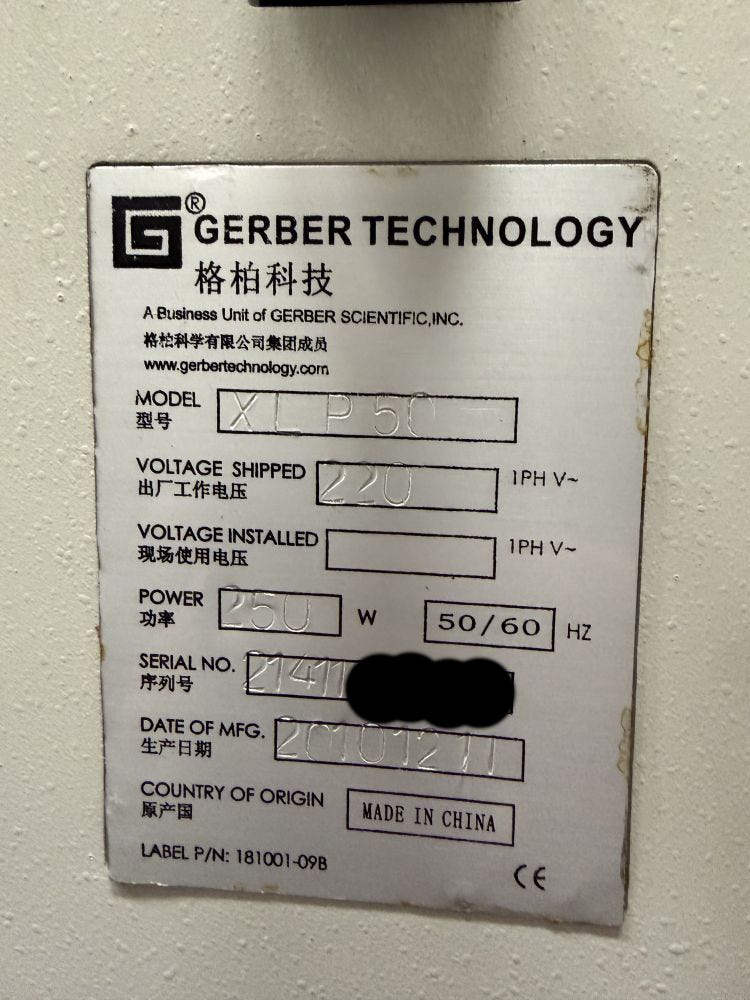 ® GERBER TECHNOLOGY
格柏科技
A Business Unit of GERBER SCIENTIFIC,INC.
格柏科学有限公司集团成员
www.gerbertechnology.com
MODEL XLP50
型号
VOLTAGE SHIPPED 220 1PH V~
出厂工作电压
VOLTAGE INSTALLED 1PH V~
现场使用电压
POWER 250 W 50/60 HZ
功率
SERIAL NO. 21411
序列号
DATE OF MFG. 20101211
生产日期
COUNTRY OF ORIGIN MADE IN CHINA
原产国
LABEL P/N: 181001-09B
CE